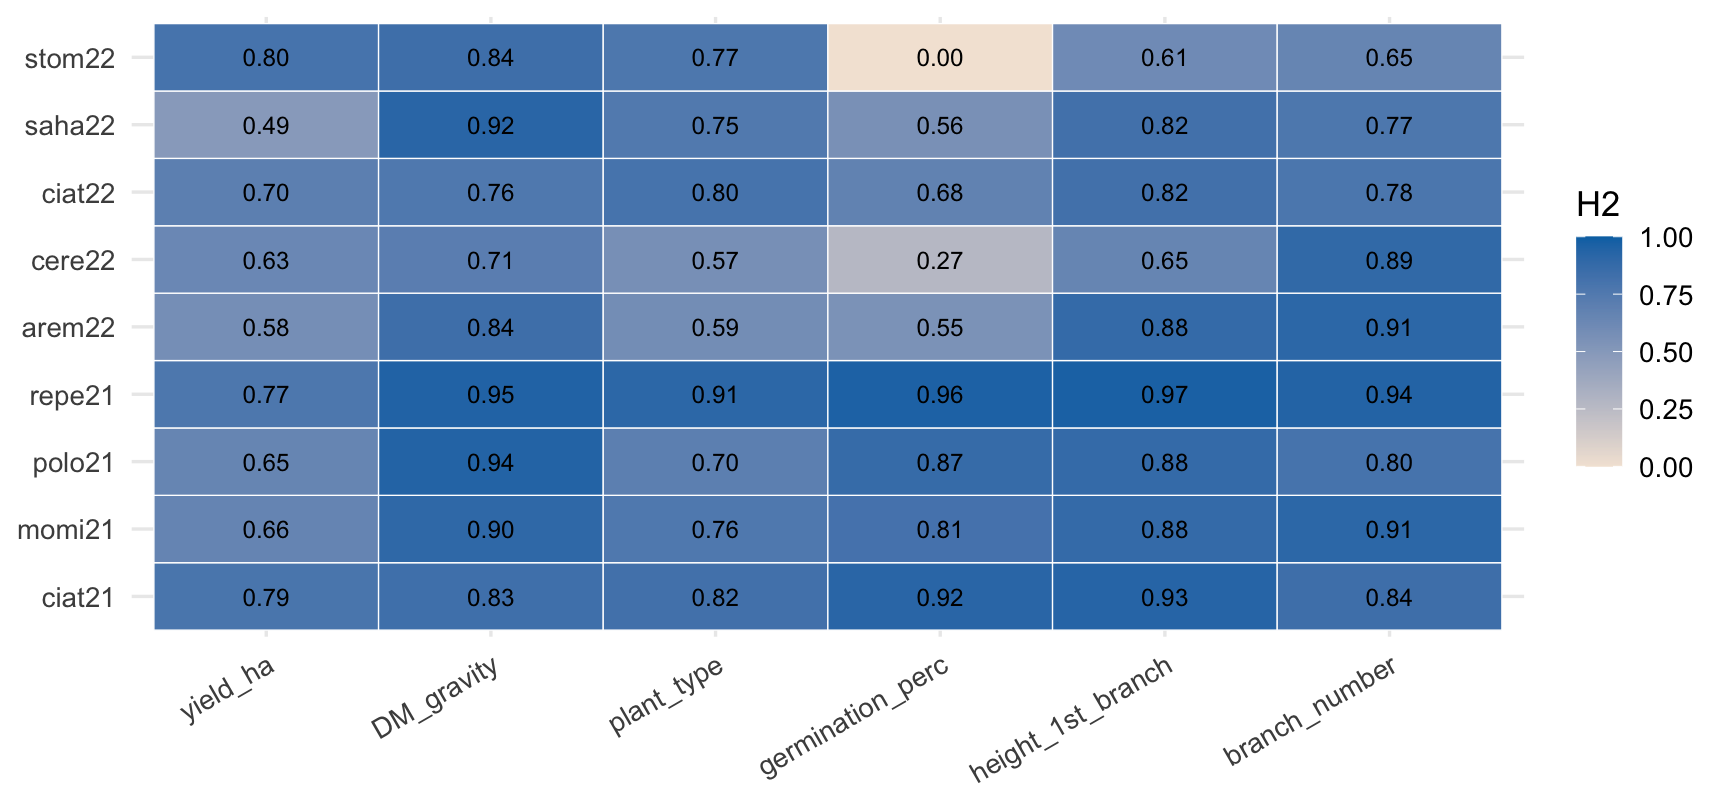 stom22 0.80 0.84 0.77 0.00 0.61 0.65
saha22 0.49 0.92 0.75 0.56 0.82 0.77
ciat22 0.70 0.76 0.80 0.68 0.82 0.78
cere22 0.63 0.71 0.57 0.27 0.65 0.89
arem22 0.58 0.84 0.59 0.55 0.88 0.91
repe21 0.77 0.95 0.91 0.96 0.97 0.94
polo21 0.65 0.94 0.70 0.87 0.88 0.80
momi21 0.66 0.90 0.76 0.81 0.88 0.91
ciat21 0.79 0.83 0.82 0.92 0.93 0.84
yield_ha DM_gravity plant_type germination_perc height_1st_branch branch_number
H2
1.00
0.75
0.50
0.25
0.00